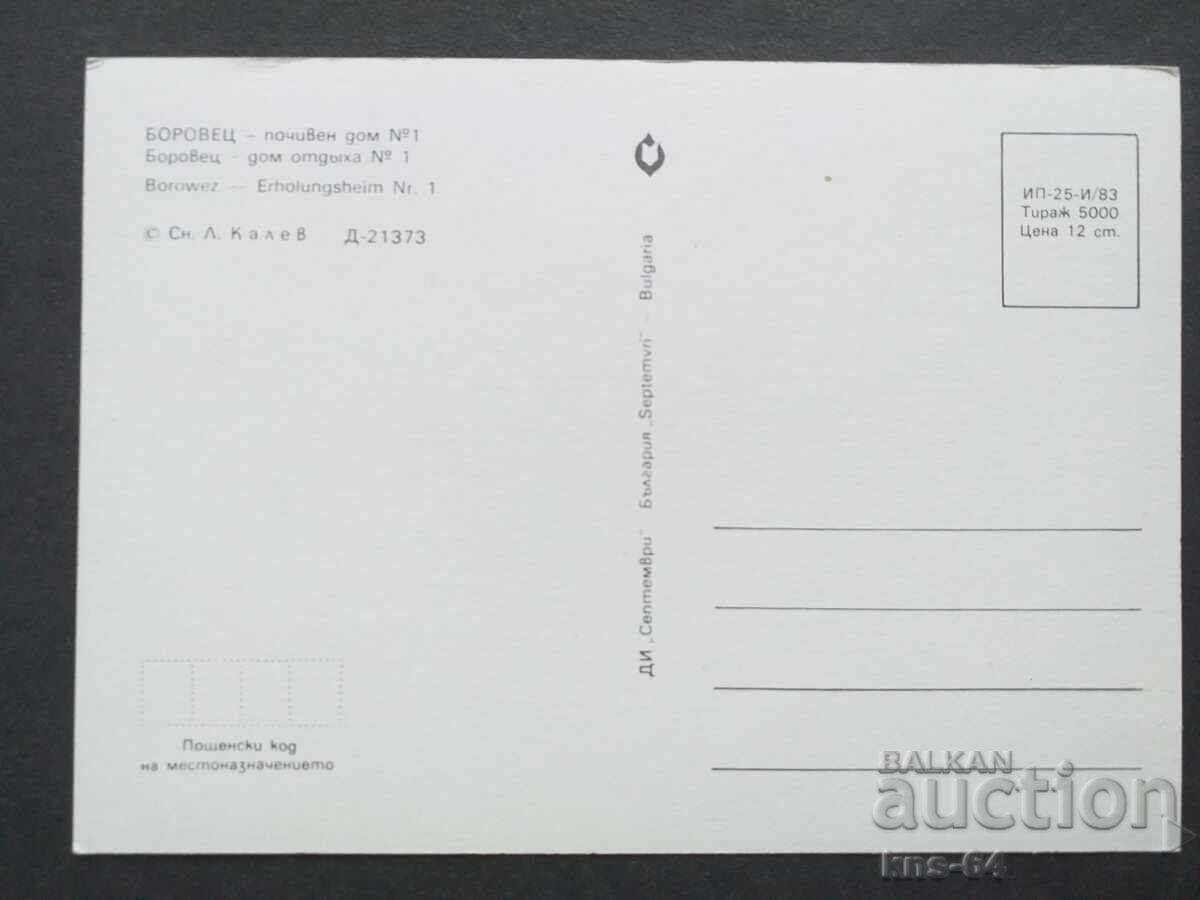 БОРОВЕЦ – почивен дом №1
Боровец - дом отдыха № 1
Borowez — Erholungsheim Nr. 1
© Сн. Л. Калев Д-21373
ДИ „Септември" България „Septemvri" – Bulgaria
ИП-25-И/83
Тираж 5000
Цена 12 ст.
Пощенски код
на местоназначението
BALKAN
auction
kns-64